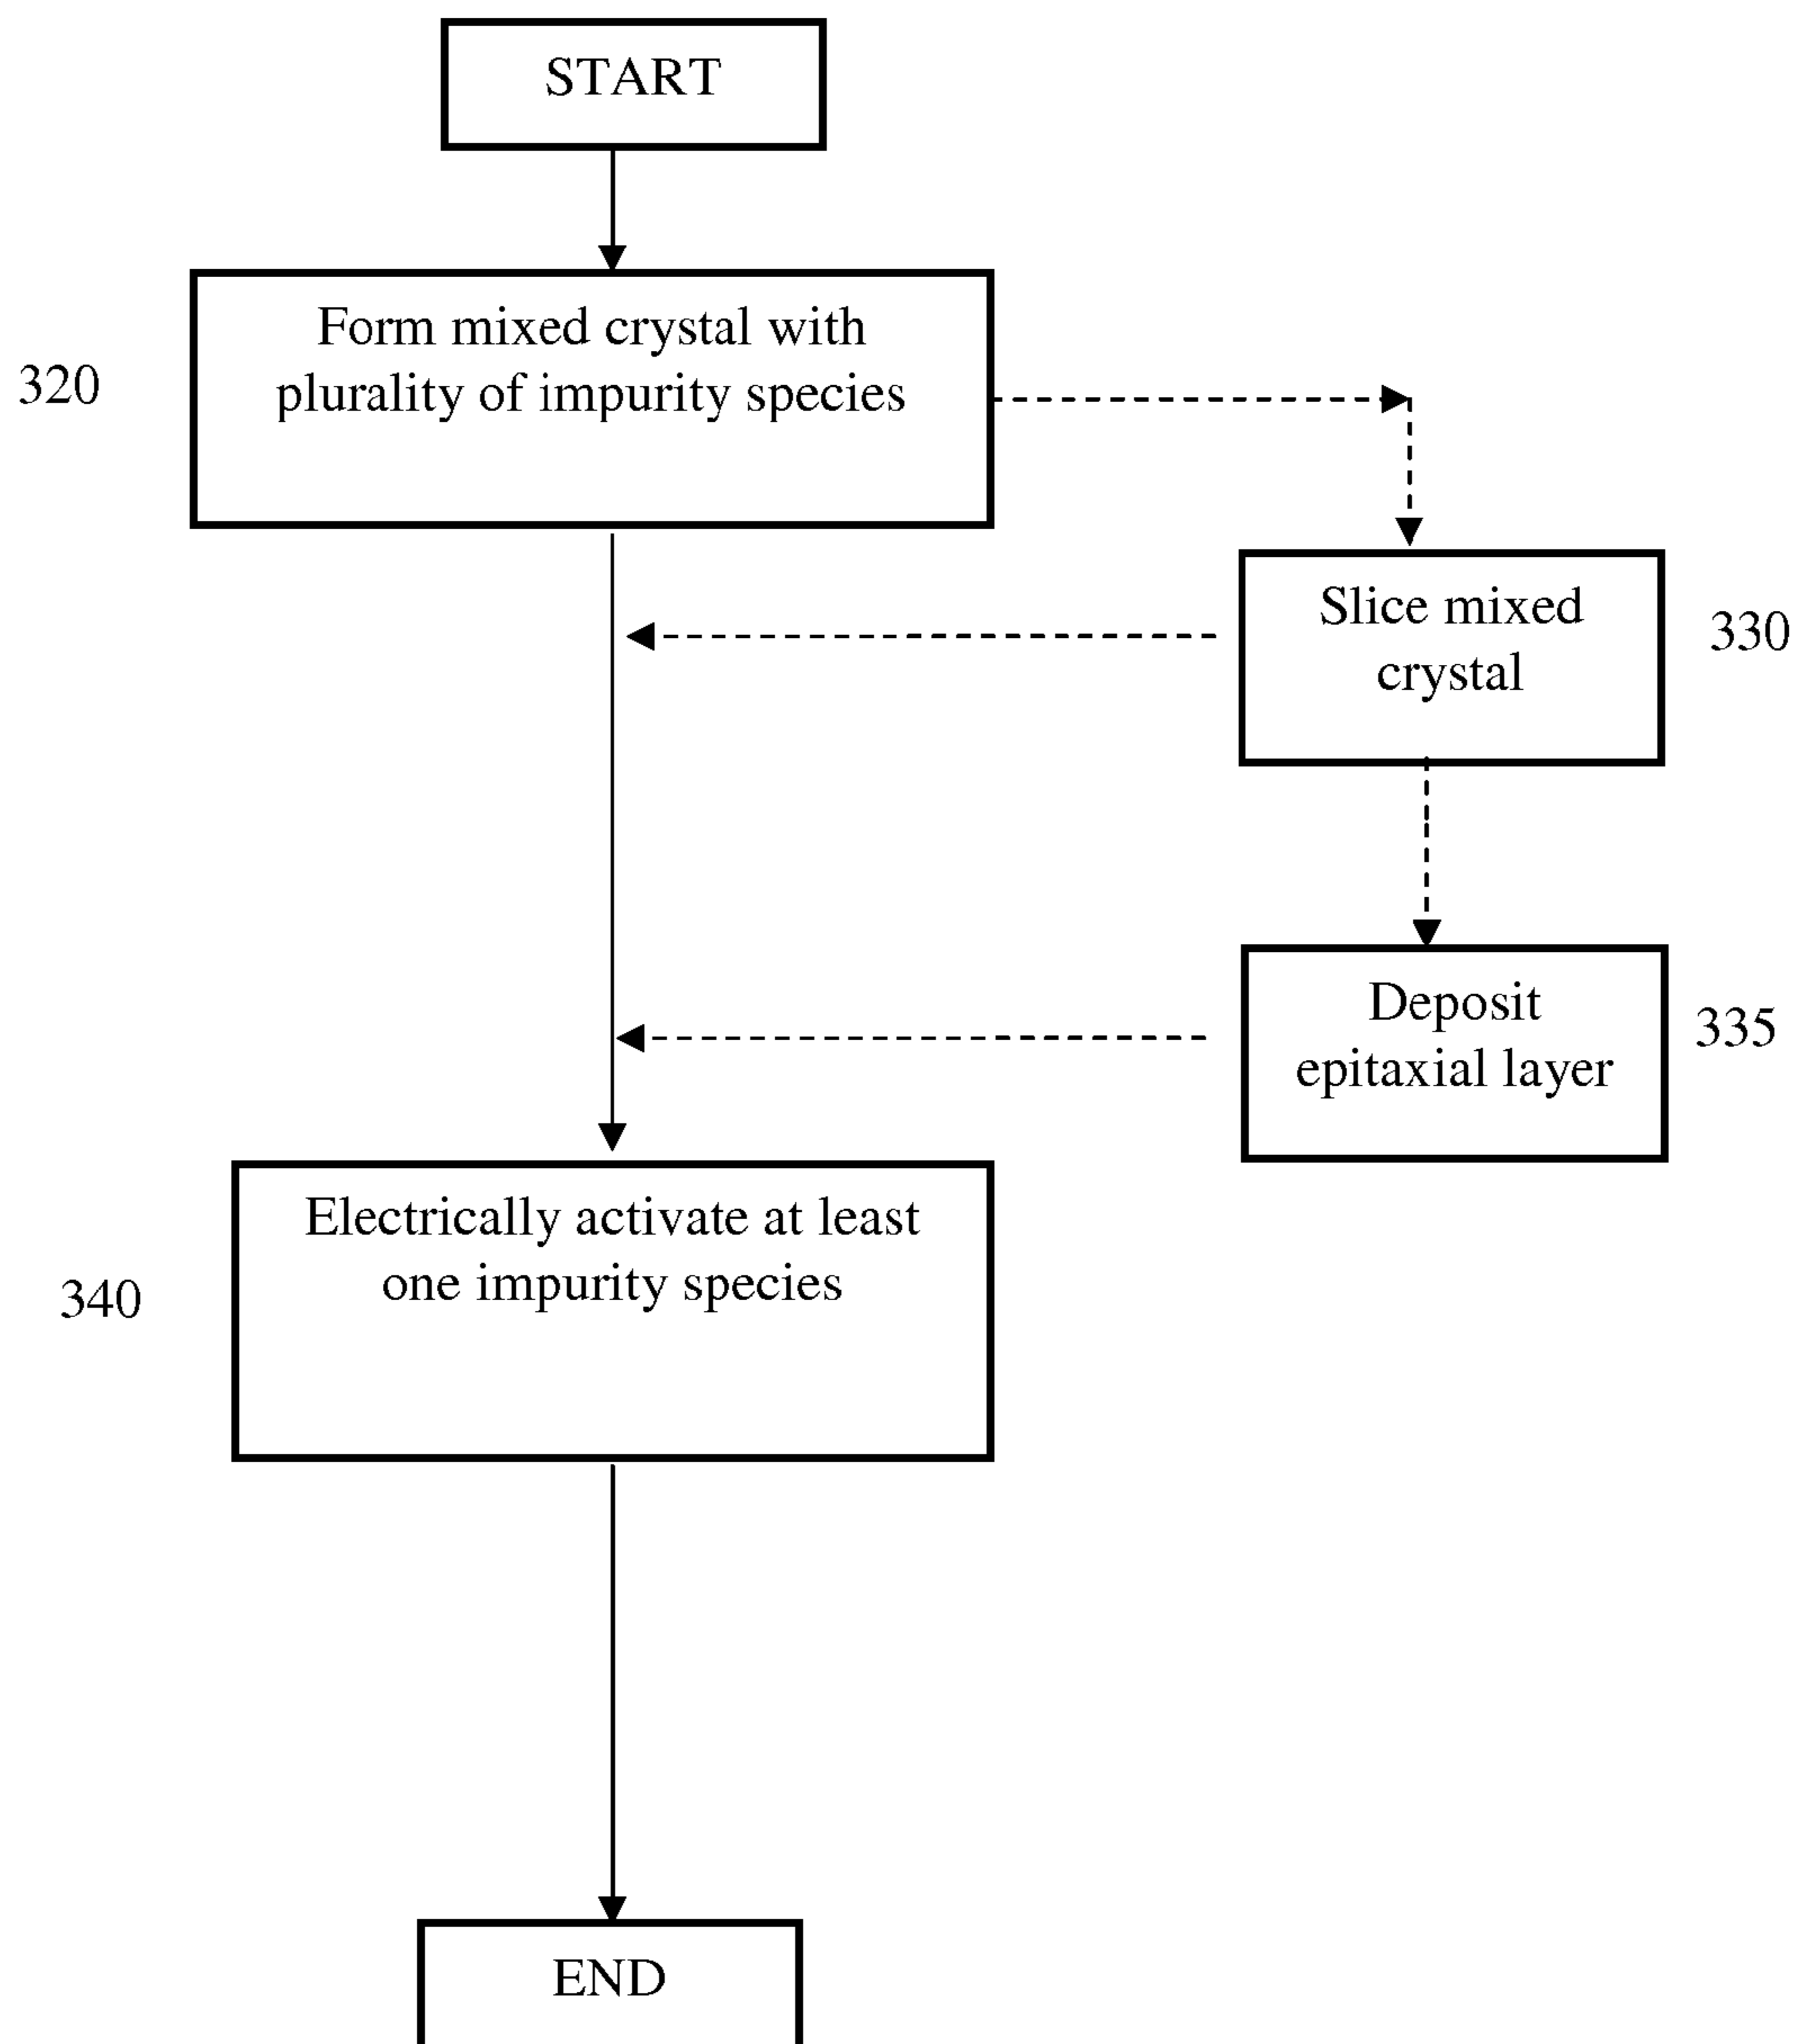 START
320
Form mixed crystal with
plurality of impurity species
Slice mixed
crystal
330
Deposit
epitaxial layer
335
340
Electrically activate at least
one impurity species
END